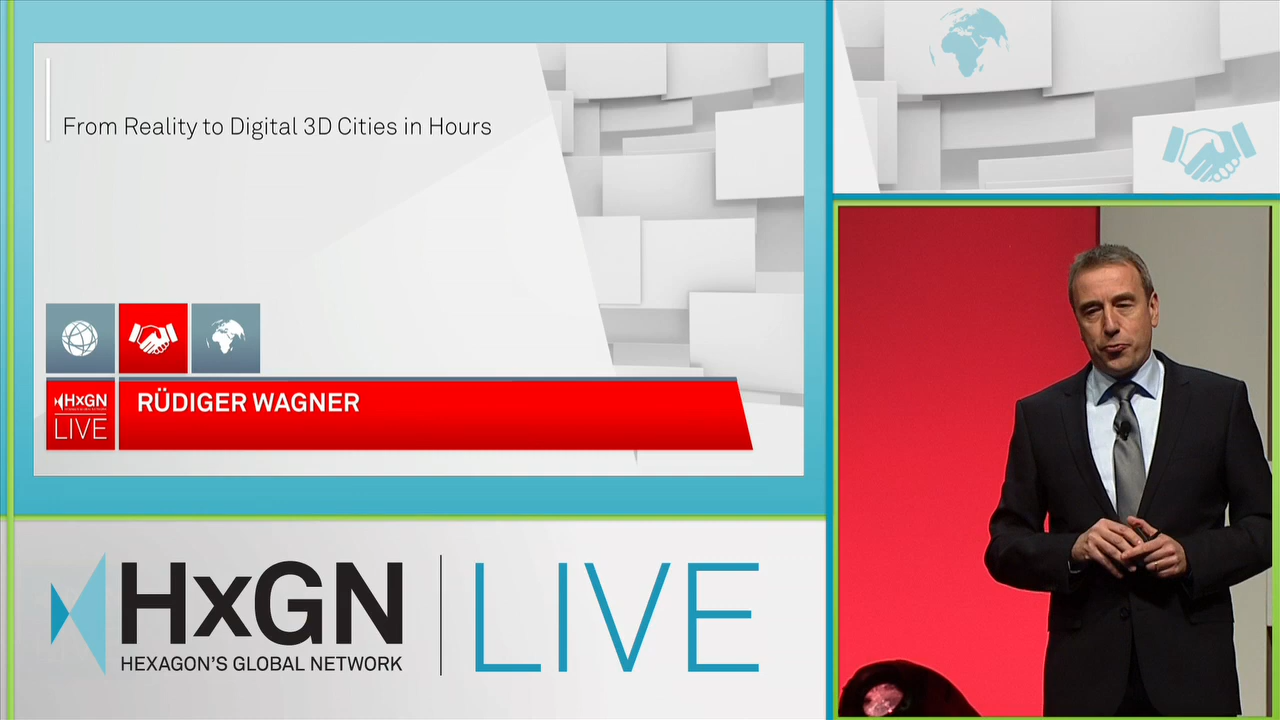 From Reality to Digital 3D Cities in Hours
HxGN
LIVE
RÜDIGER WAGNER
HxGN LIVE
HEXAGON'S GLOBAL NETWORK